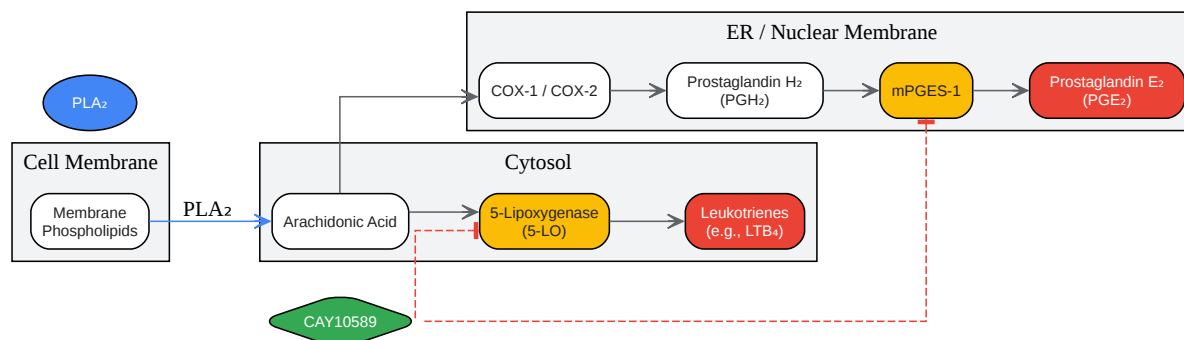 ER / Nuclear Membrane
COX-1 / COX-2
Prostaglandin H₂
(PGH₂)
mPGES-1
Prostaglandin E₂
(PGE₂)
PLA₂
Cell Membrane
Membrane
Phospholipids
PLA₂
Cytosol
Arachidonic Acid
5-Lipoxygenase
(5-LO)
Leukotrienes
(e.g., LTB₄)
CAY10589